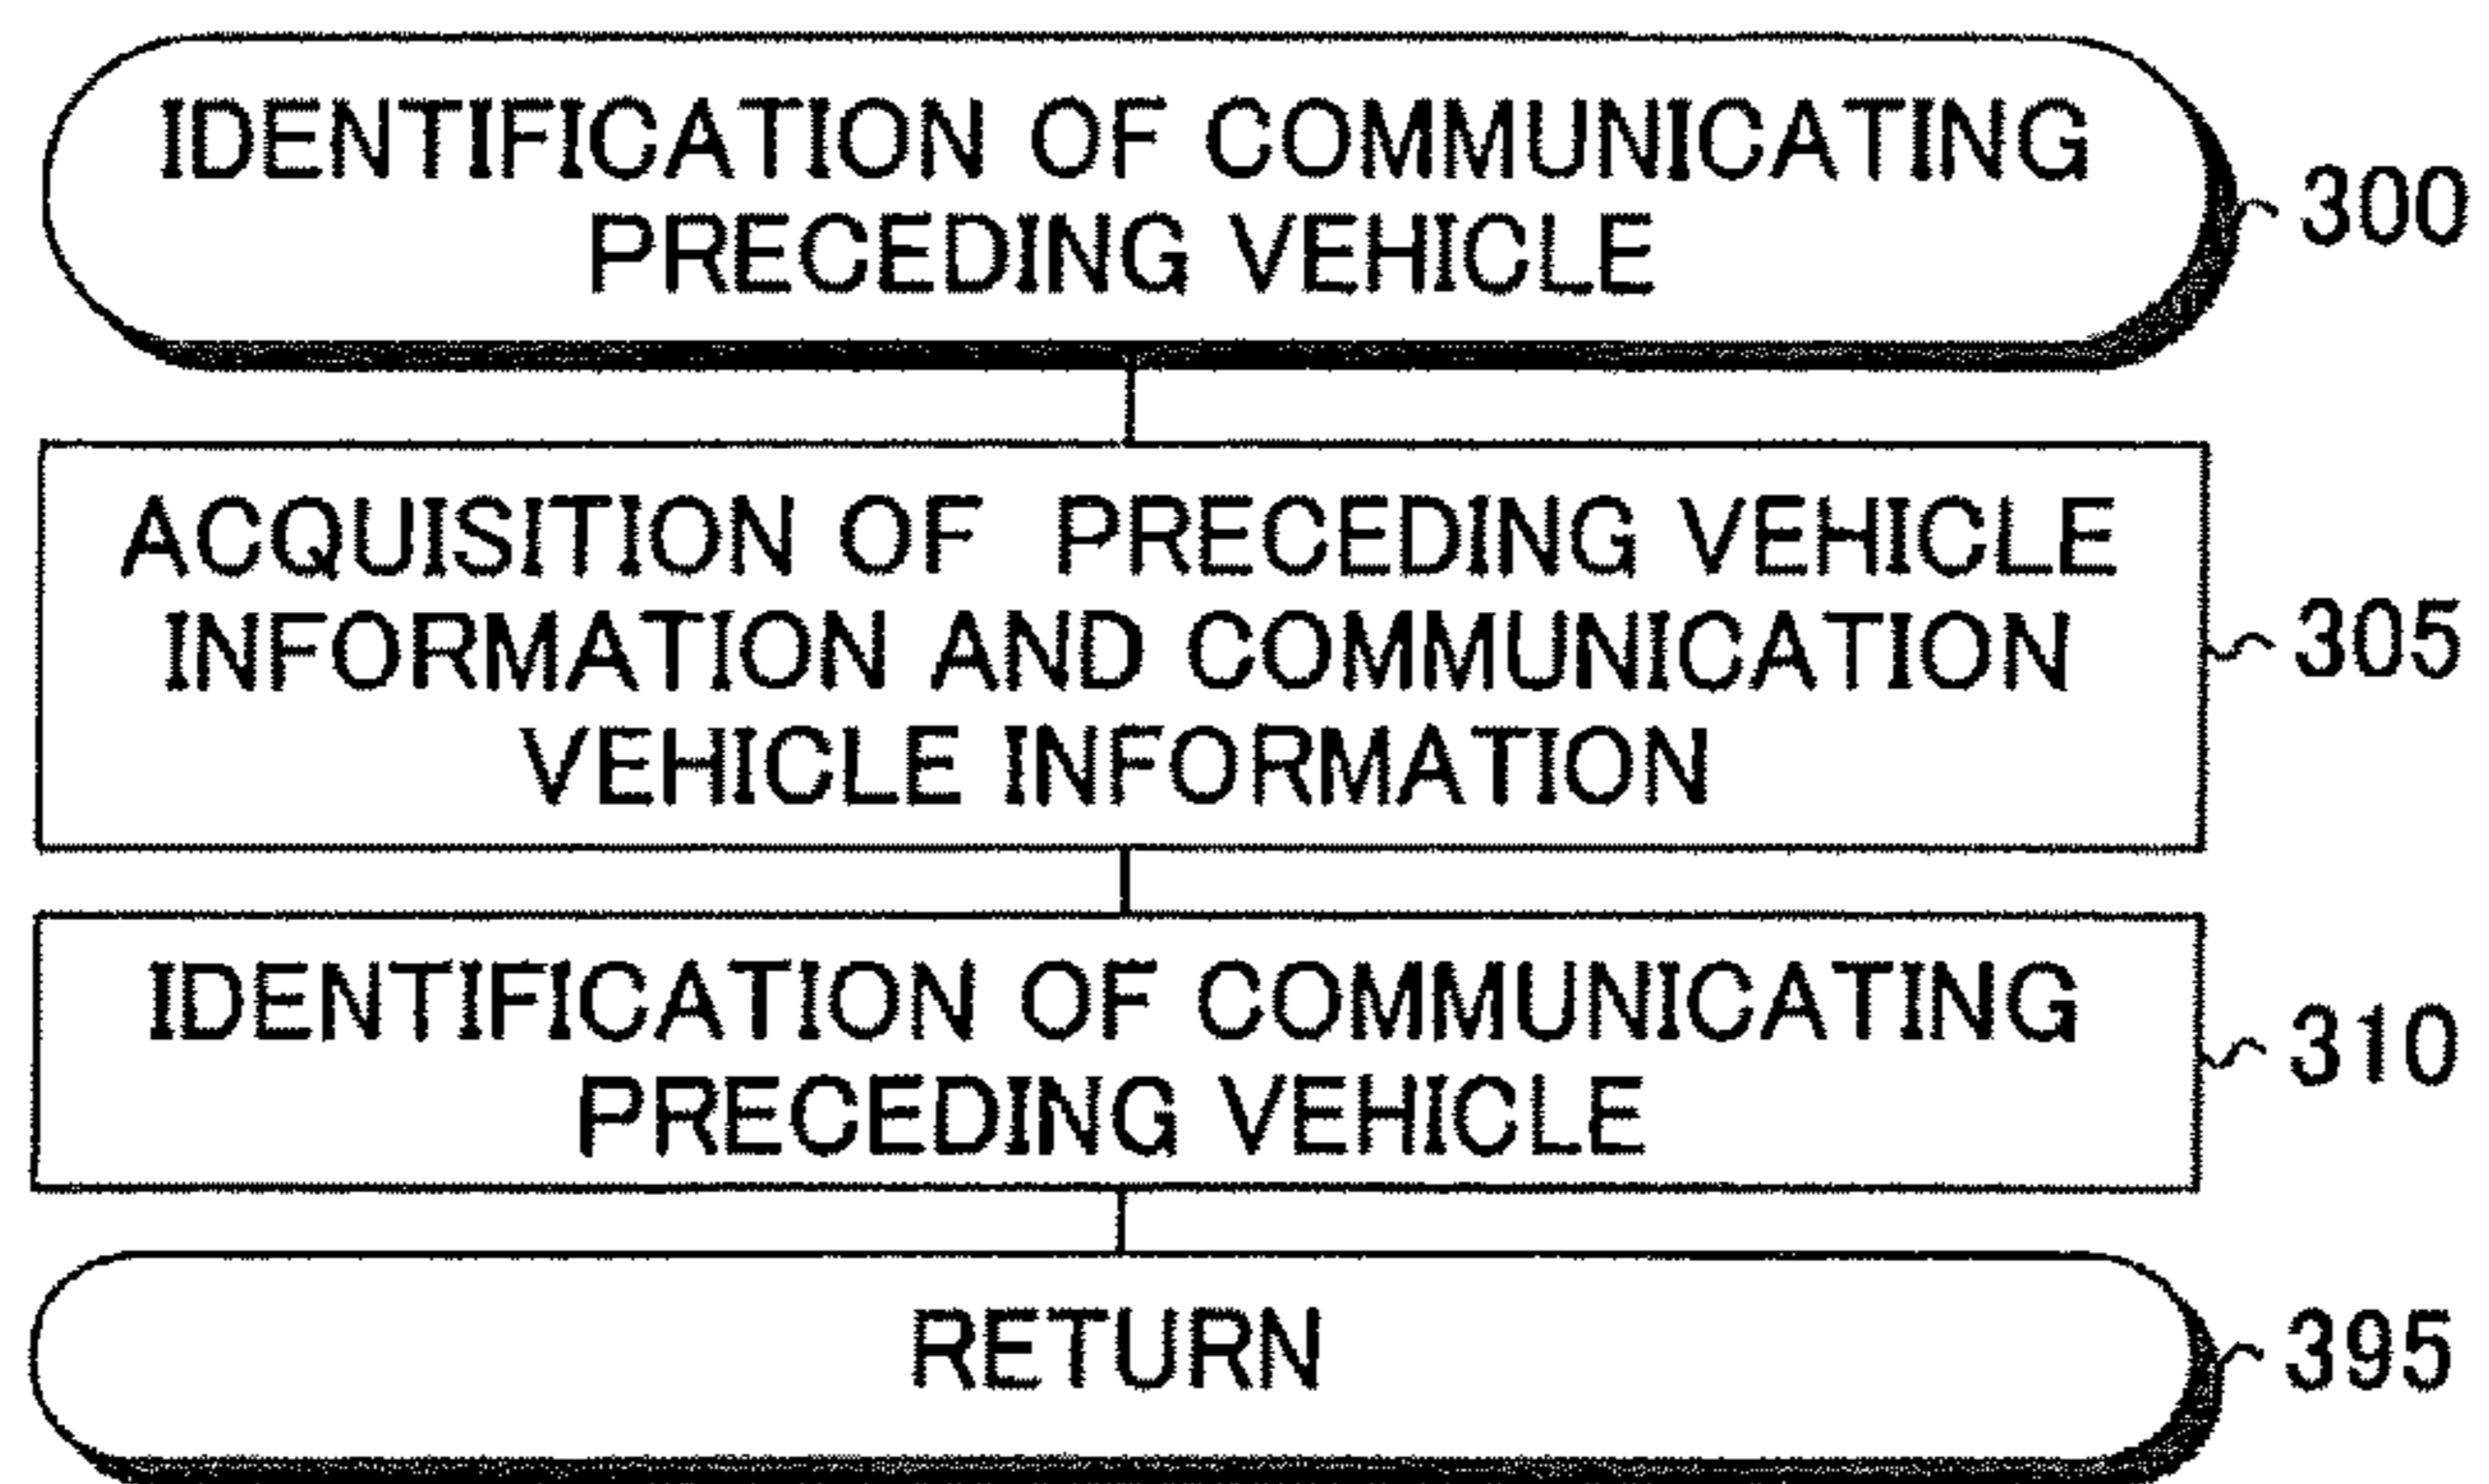 IDENTIFICATION OF COMMUNICATING
PRECEDING VEHICLE
300
ACQUISITION OF PRECEDING VEHICLE
INFORMATION AND COMMUNICATION
VEHICLE INFORMATION
305
IDENTIFICATION OF COMMUNICATING
PRECEDING VEHICLE
310
RETURN
395